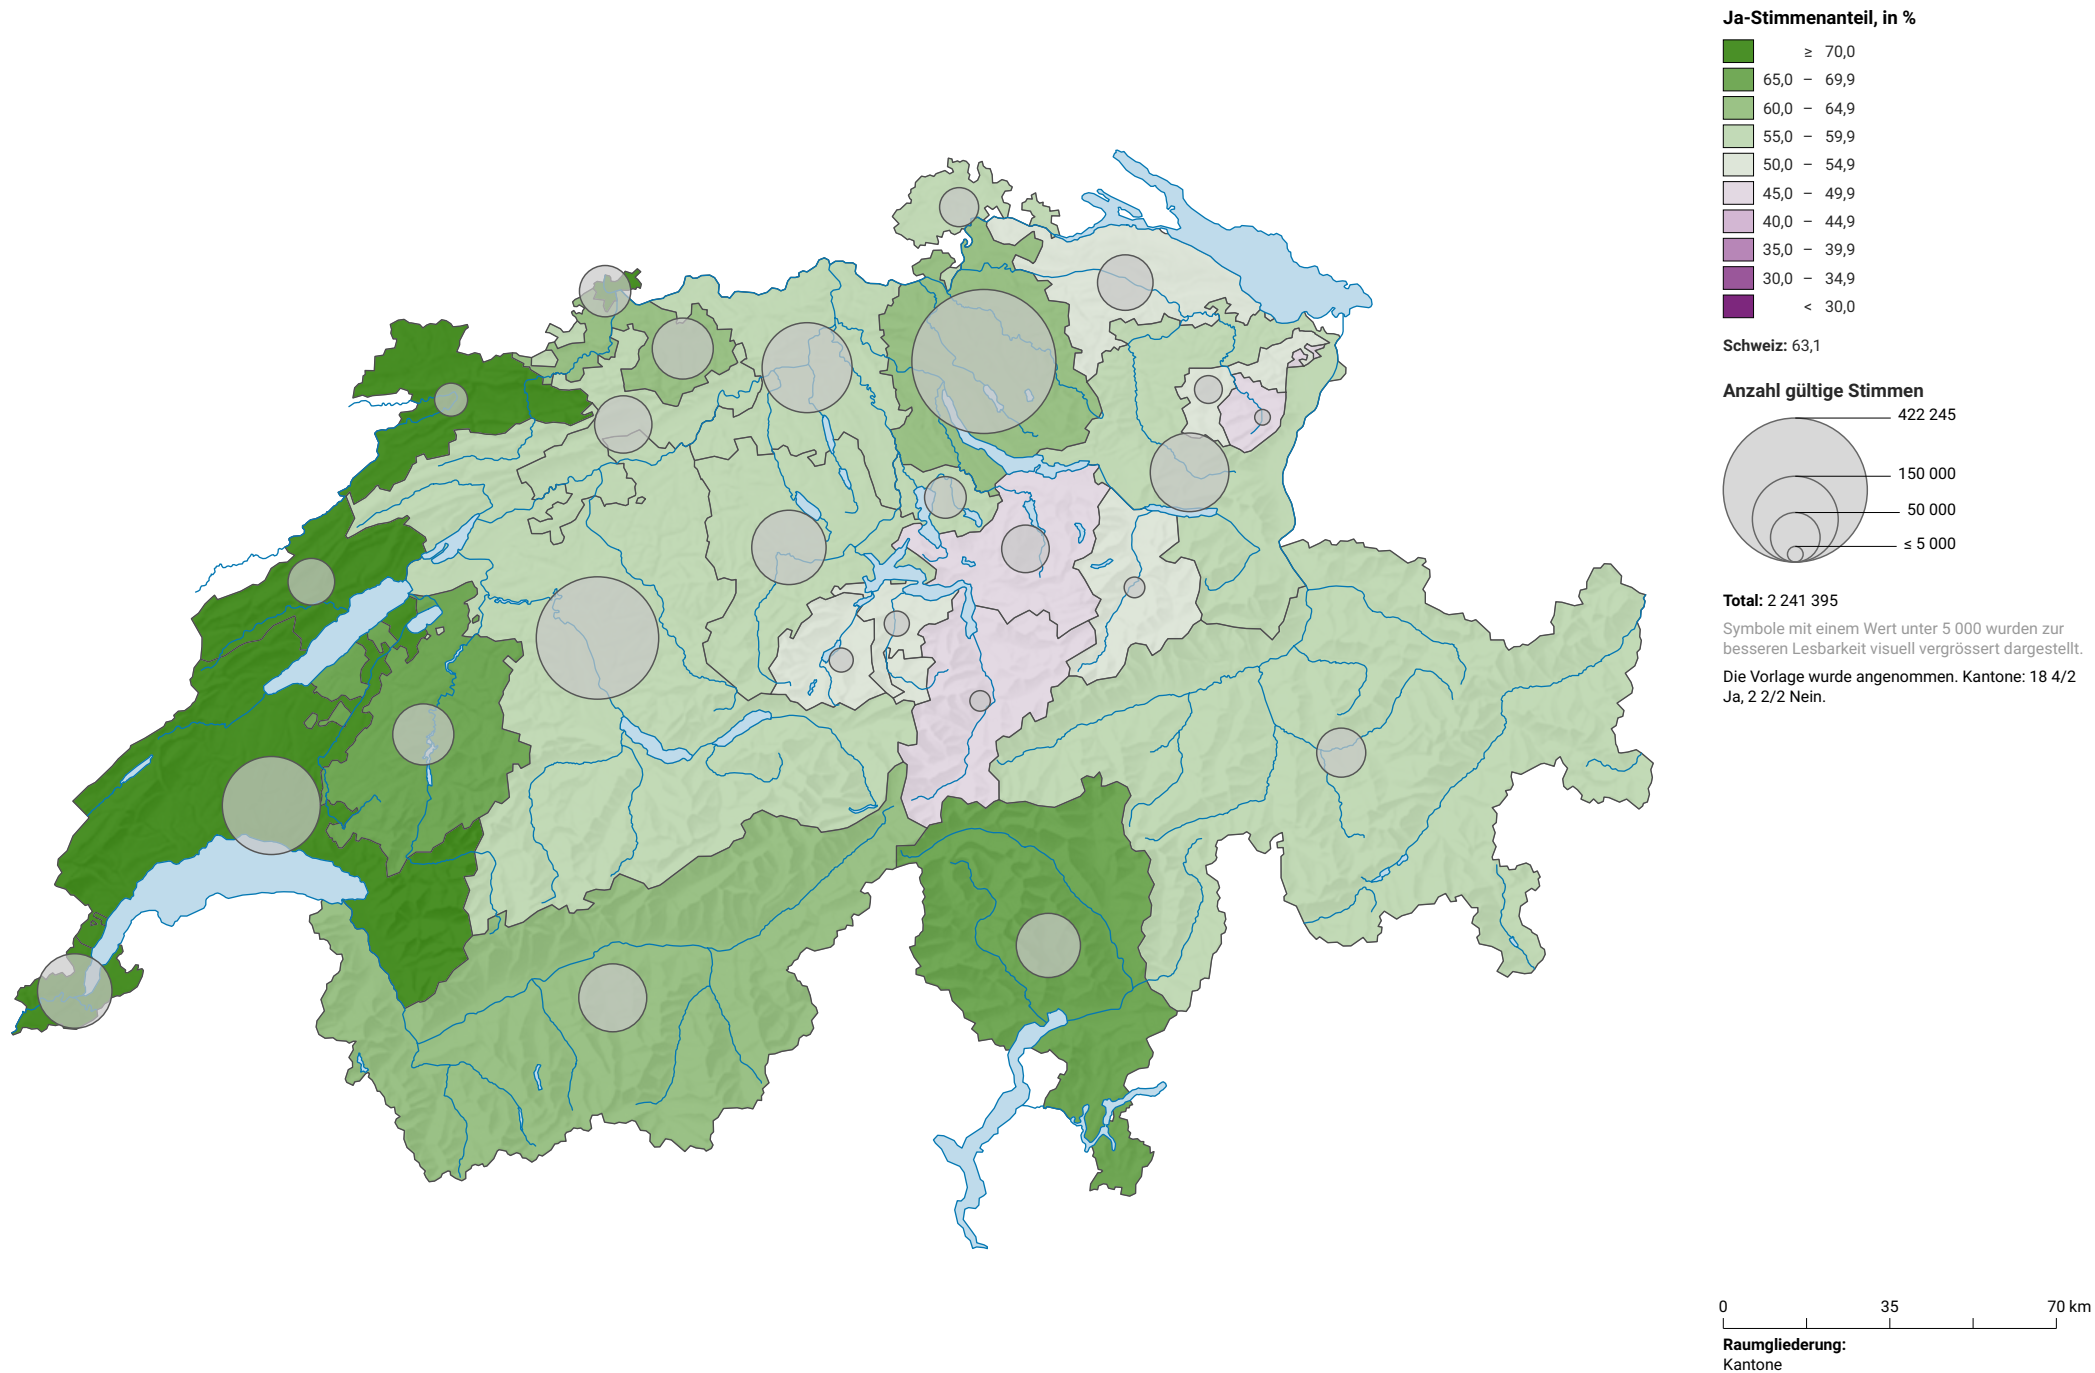 Ja-Stimmenanteil, in %
≥ 70,0
65,0 – 69,9
60,0 – 64,9
55,0 – 59,9
50,0 – 54,9
45,0 – 49,9
40,0 – 44,9
35,0 – 39,9
30,0 – 34,9
< 30,0
Schweiz: 63,1
Anzahl gültige Stimmen
422 245
150 000
50 000
≤ 5 000
Total: 2 241 395
Symbole mit einem Wert unter 5 000 wurden zur
besseren Lesbarkeit visuell vergrössert dargestellt.
Die Vorlage wurde angenommen. Kantone: 18 4/2
Ja, 2 2/2 Nein.
0 35 70 km
Raumgliederung:
Kantone